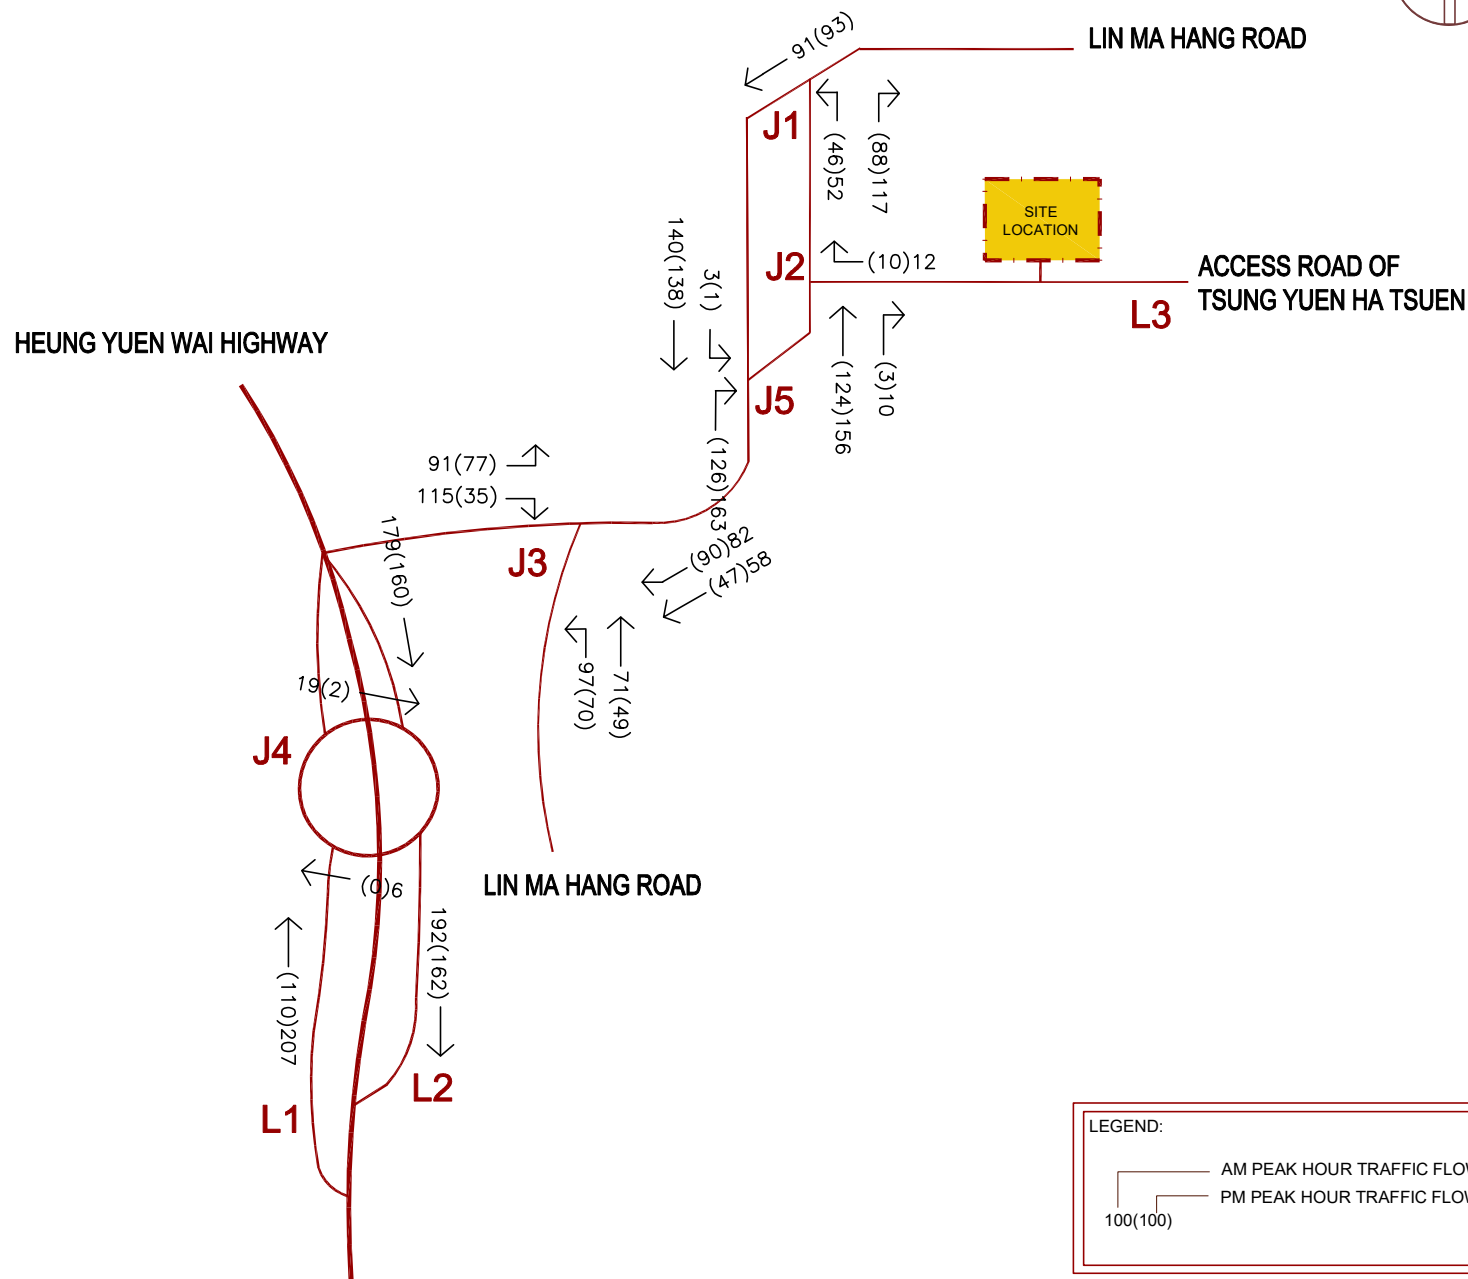 91(93)
LIN MA HANG ROAD
J1
(46)52
(88)117
SITE
LOCATION
140(138)
3(1)
J2
(10)12
ACCESS ROAD OF
TSUNG YUEN HA TSUEN
L3
HEUNG YUEN WAI HIGHWAY
J5
(124)156
(3)10
(126)163
91(77)
115(35)
179(160)
J3
(90)82
(47)58
19(2)
97(70)
71(49)
J4
(0)6
LIN MA HANG ROAD
192(162)
(110)207
L2
L1
LEGEND:
AM PEAK HOUR TRAFFIC FLOW
PM PEAK HOUR TRAFFIC FLOW
100(100)